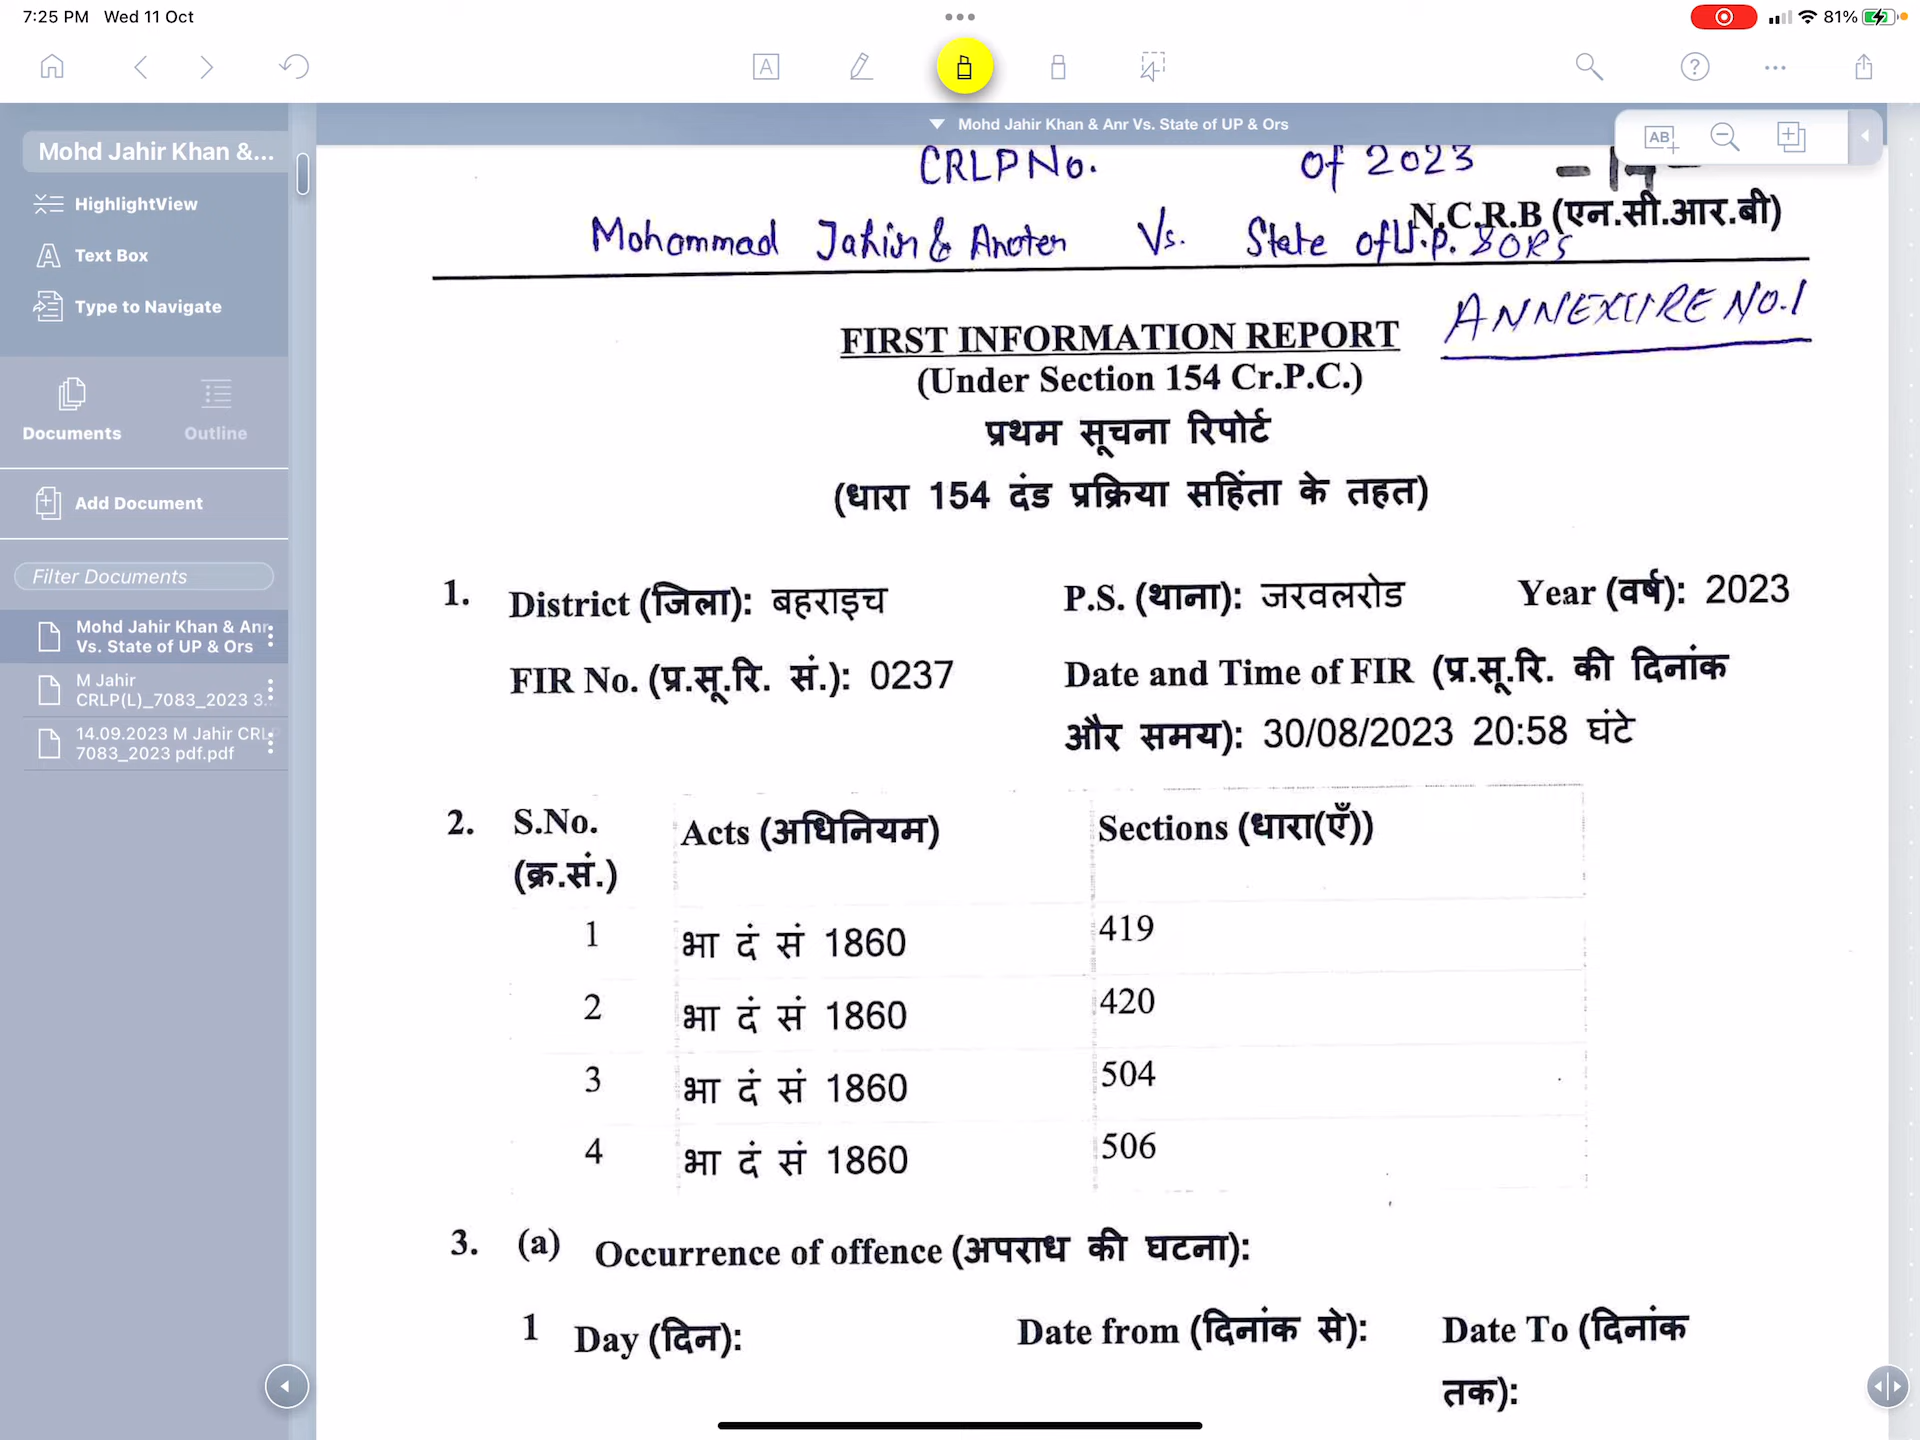 7:25 PM Wed 11 Oct
81%
Mohd Jahir Khan & Anr Vs. State of UP & Ors
Mohd Jahir Khan &...
HighlightView
Text Box
Type to Navigate
Documents
Outline
Add Document
Filter Documents
Mohd Jahir Khan & Anr
Vs. State of UP & Ors
M Jahir
CRLP(L)_7083_2023 3...
14.09.2023 M Jahir CRL
7083_2023 pdf.pdf
CRLP No. of 2023
N.C.R.B (एन.सी.आर.बी)
Mohammad Jahir & Anoter Vs. State of U.P. & ORS
ANNEXURE NO.1
FIRST INFORMATION REPORT
(Under Section 154 Cr.P.C.)
प्रथम सूचना रिपोर्ट
(धारा 154 दंड प्रक्रिया सहिंता के तहत)
1. District (जिला): बहराइच P.S. (थाना): जरवलरोड Year (वर्ष): 2023
FIR No. (प्र.सू.रि. सं.): 0237 Date and Time of FIR (प्र.सू.रि. की दिनांक
और समय): 30/08/2023 20:58 घंटे
2. S.No. Acts (अधिनियम) Sections (धारा(एँ))
(क्र.सं.)
1 भा दं सं 1860 419
2 भा दं सं 1860 420
3 भा दं सं 1860 504
4 भा दं सं 1860 506
3. (a) Occurrence of offence (अपराध की घटना):
1 Day (दिन): Date from (दिनांक से): Date To (दिनांक
तक):